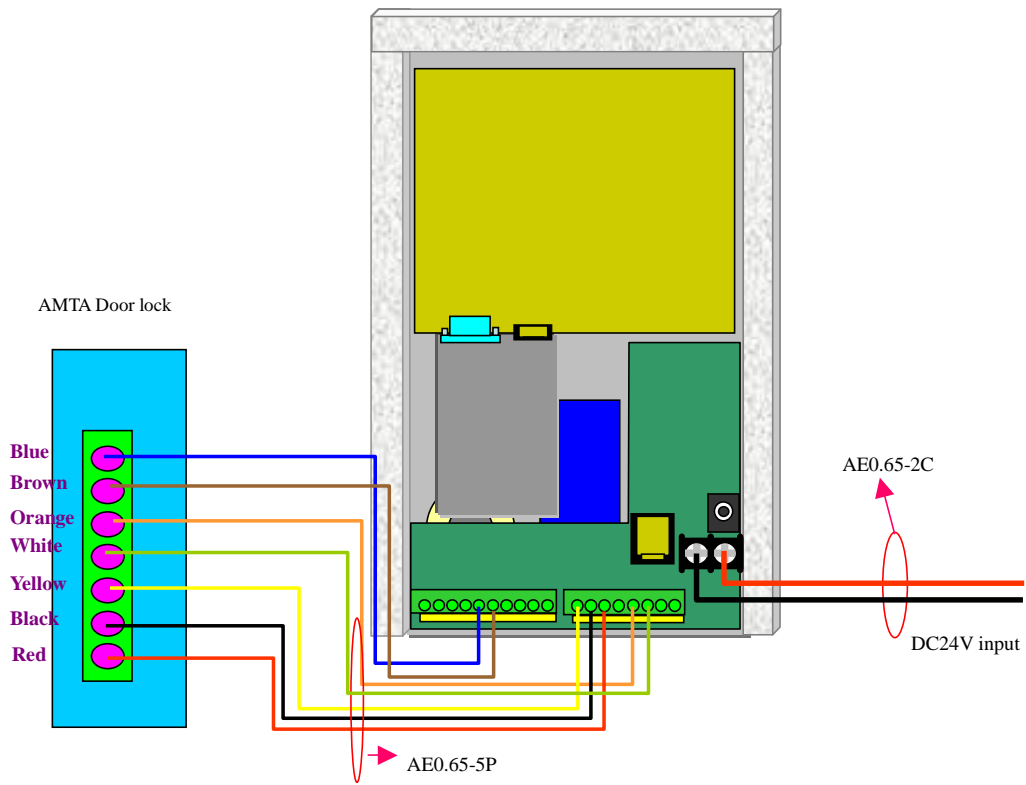 AMTA Door lock
Blue
Brown
Orange
White
Yellow
Black
Red
AE0.65-2C
DC24V input
AE0.65-5P